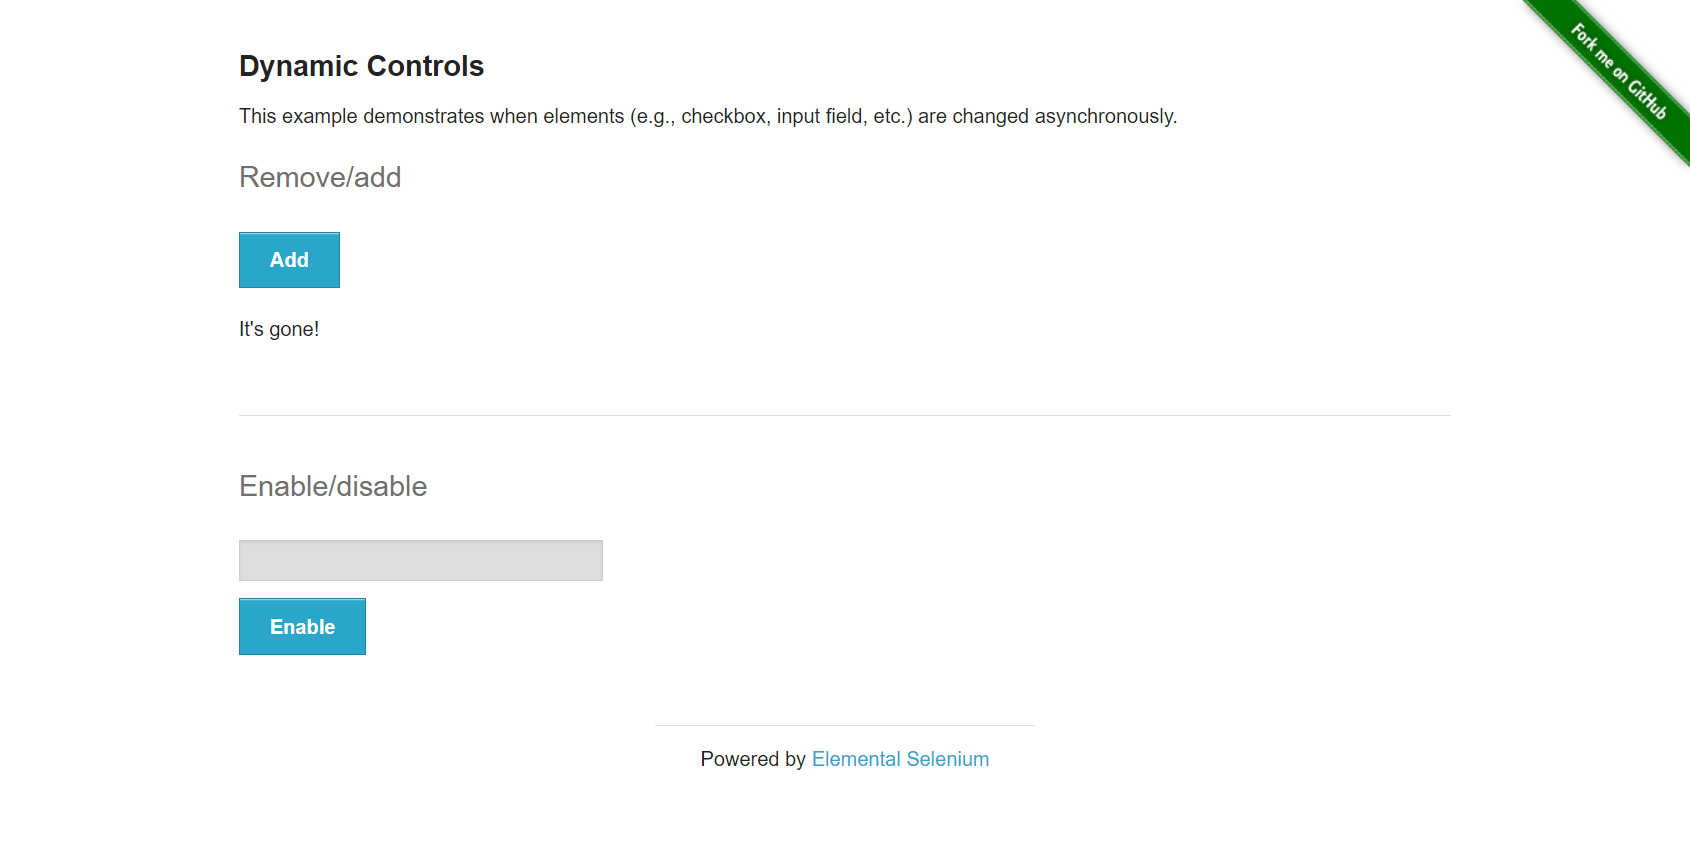 Fork me on GitHub
Dynamic Controls
This example demonstrates when elements (e.g., checkbox, input field, etc.) are changed asynchronously.
Remove/add
Add
It's gone!
Enable/disable
Enable
Powered by Elemental Selenium